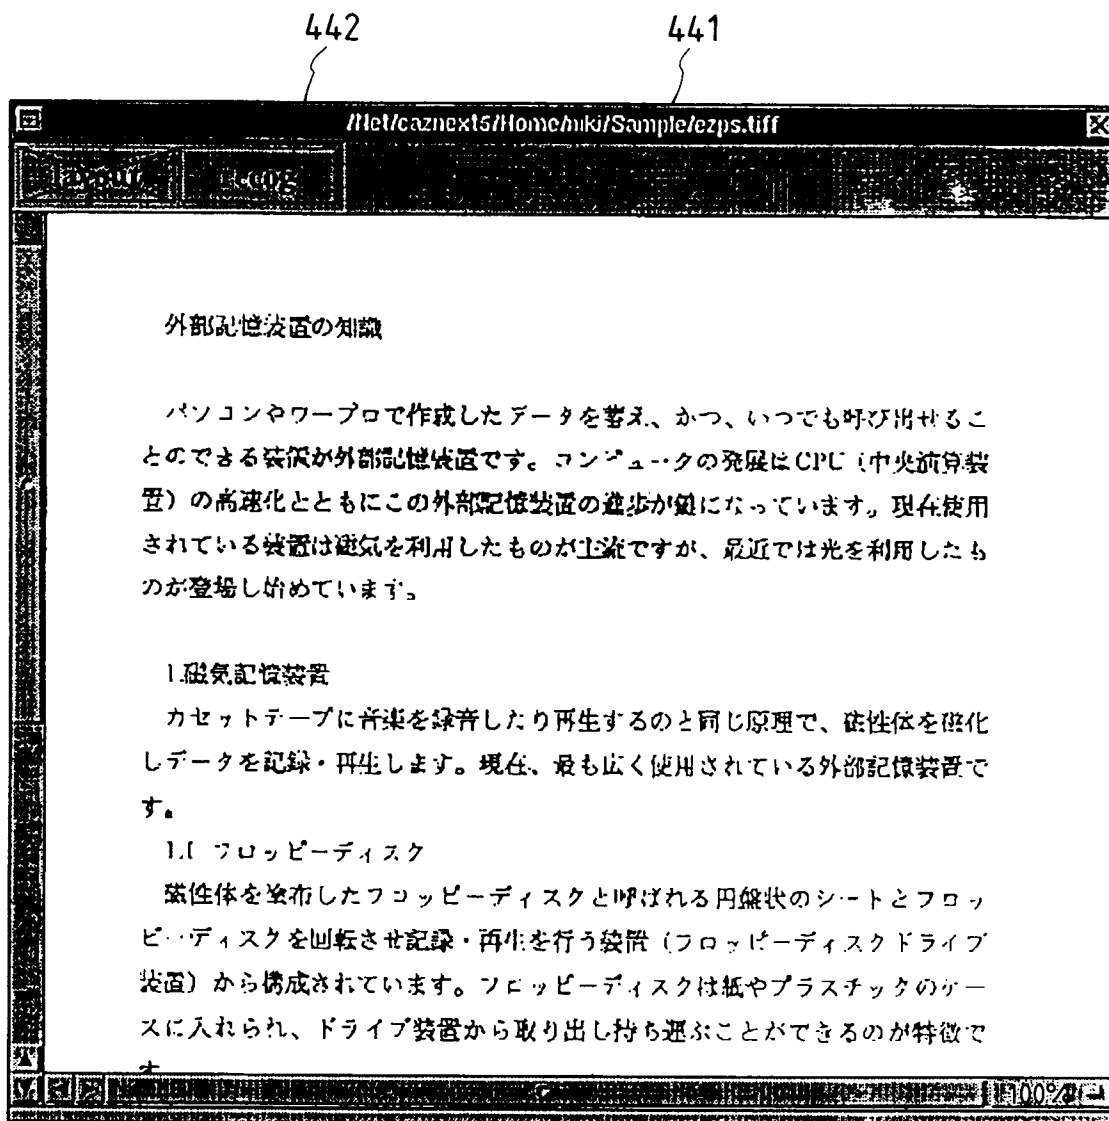 442 441
/Net/caznext5/Home/miki/Sample/ezps.tiff
layout recog
外部記憶装置の知識
パソコンやワープロで作成したデータを蓄え、かつ、いつでも呼び出せるこ
とのできる装置が外部記憶装置です。コンピュータの発展はCPU（中央演算装
置）の高速化とともにこの外部記憶装置の進歩が鍵になっています。現在使用
されている装置は磁気を利用したものが主流ですが、最近では光を利用したも
のが登場し始めています。
1.磁気記憶装置
カセットテープに音楽を録音したり再生するのと同じ原理で、磁性体を磁化
しデータを記録・再生します。現在、最も広く使用されている外部記憶装置で
す。
1.1 フロッピーディスク
磁性体を塗布したフロッピーディスクと呼ばれる円盤状のシートとフロッ
ピーディスクを回転させ記録・再生を行う装置（フロッピーディスクドライブ
装置）から構成されています。フロッピーディスクは紙やプラスチックのケー
スに入れられ、ドライブ装置から取り出し持ち運ぶことができるのが特徴で
100%